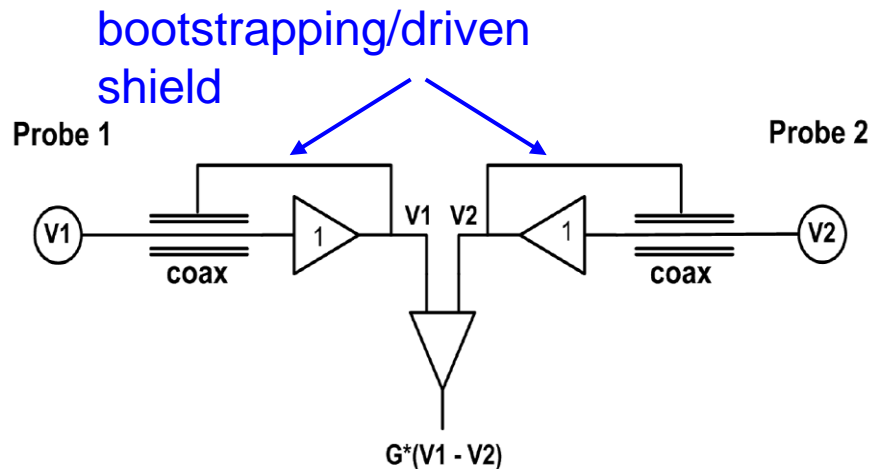 bootstrapping/driven
shield
Probe 1
Probe 2
V1
1
V1
V2
1
V2
coax
coax
G*(V1 - V2)